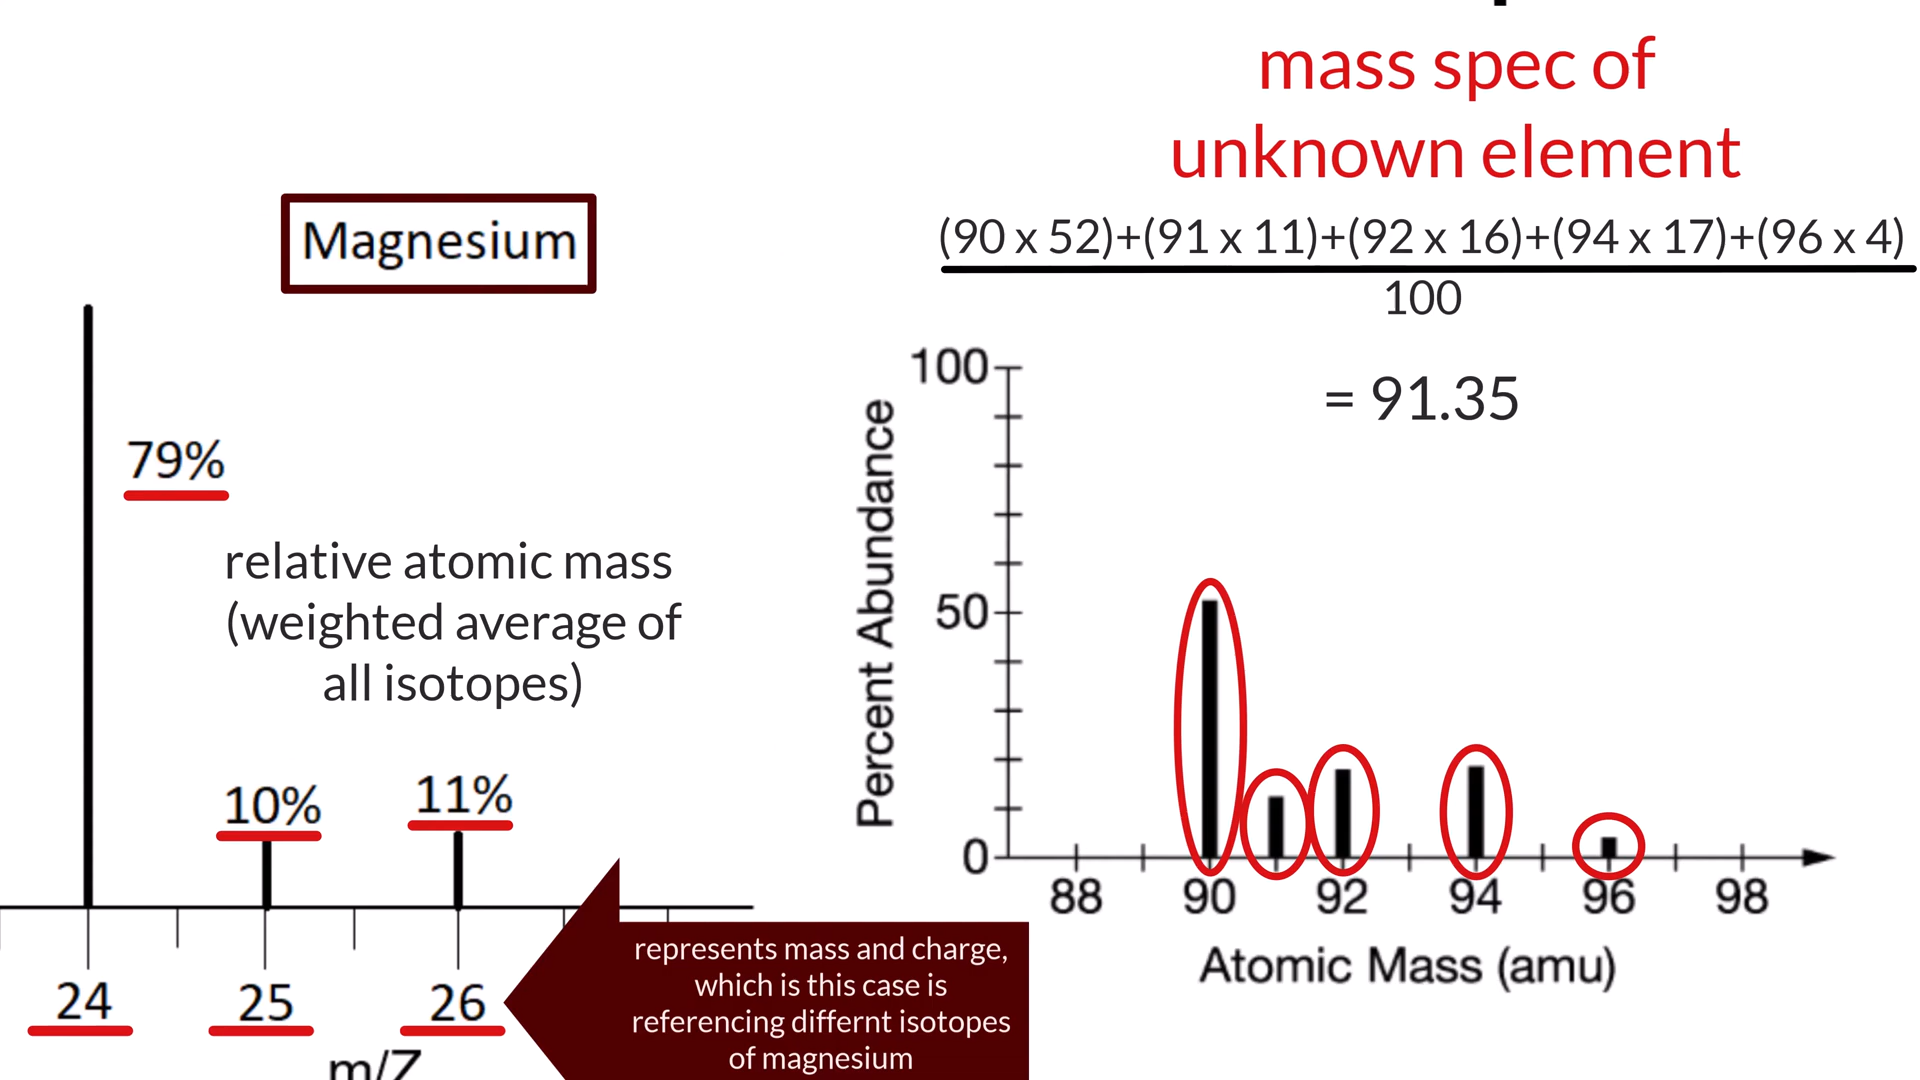 Magnesium
79%
relative atomic mass
(weighted average of
all isotopes)
10%
11%
24 25 26
m/Z
represents mass and charge,
which is this case is
referencing differnt isotopes
of magnesium
mass spec of
unknown element
(90 x 52)+(91 x 11)+(92 x 16)+(94 x 17)+(96 x 4)
100
= 91.35
Percent Abundance
100
50
0
88 90 92 94 96 98
Atomic Mass (amu)